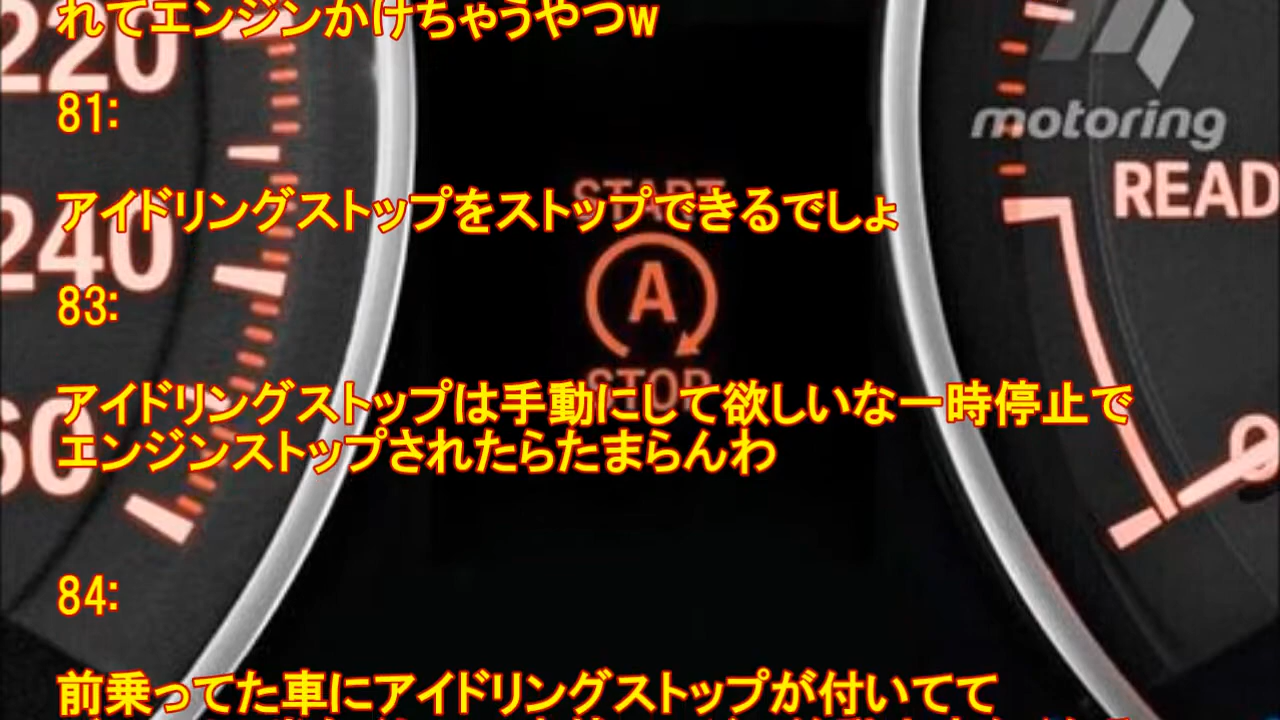 れてエンジンかけちゃうやつw
220
motoring
81:
READ
アイドリングストップをストップできるでしょ
START
240
A
83:
STOP
アイドリングストップは手動にして欲しいな一時停止で
60
エンジンストップされたらたまらんわ
0
84:
前乗ってた車にアイドリングストップが付いてて